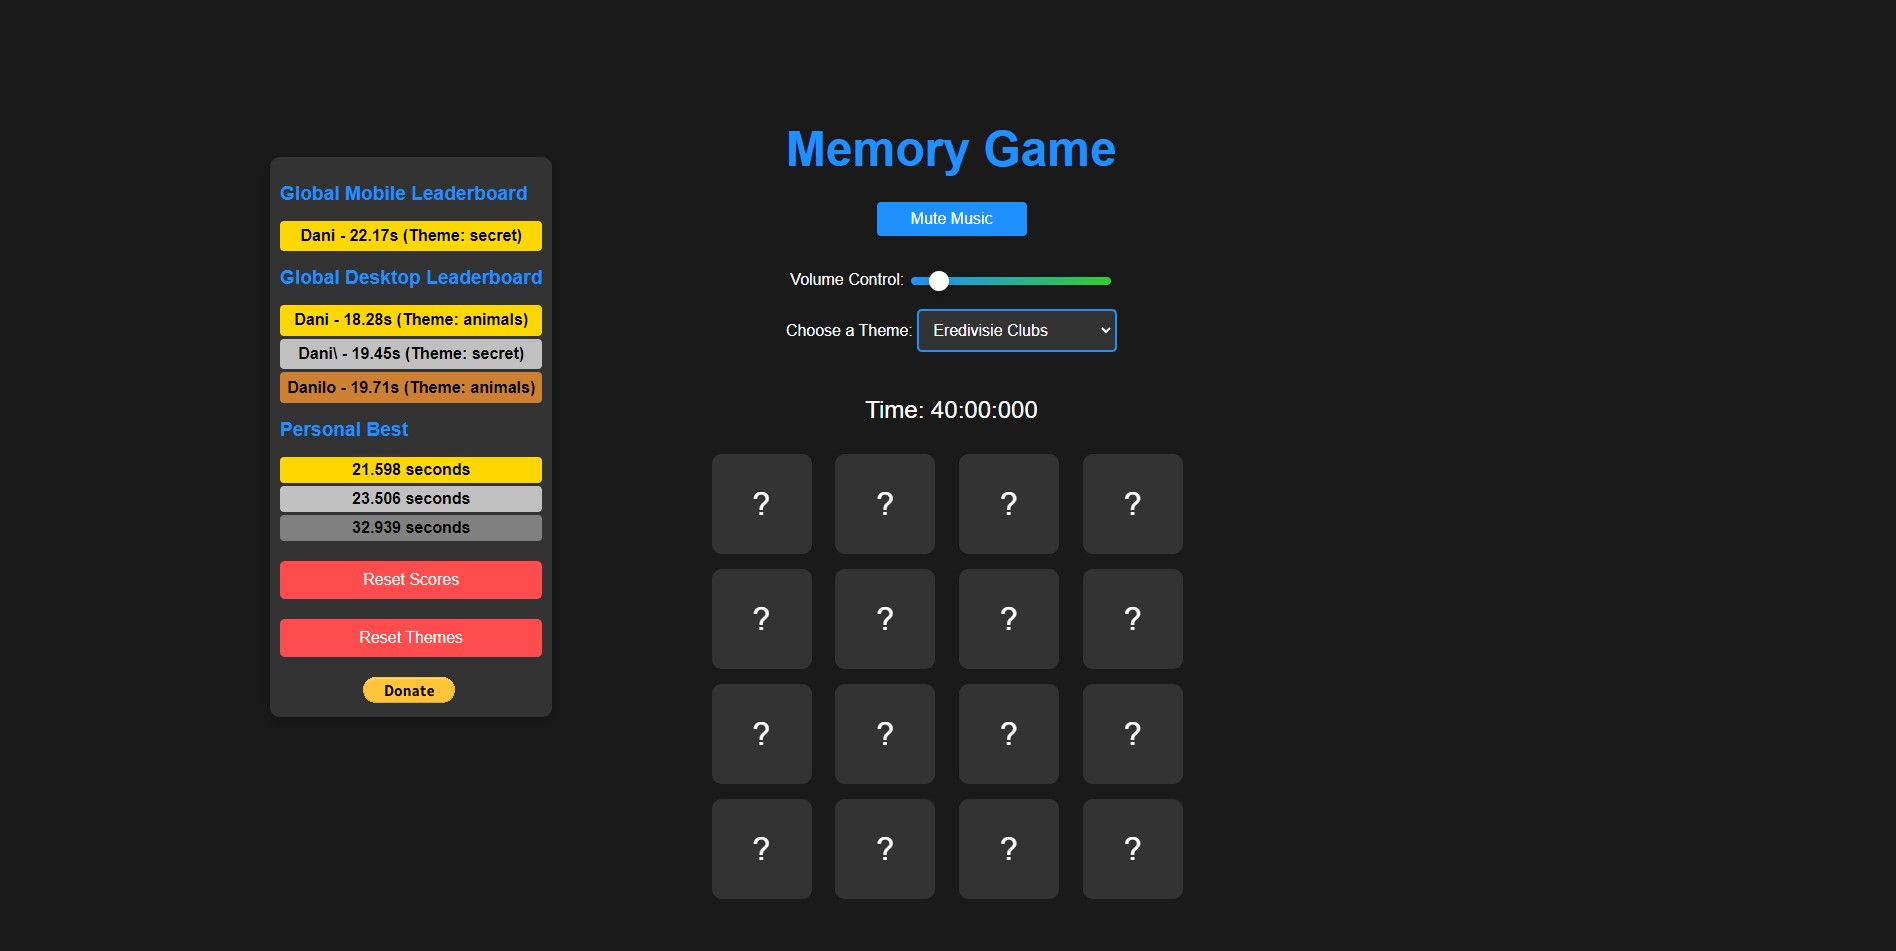 Global Mobile Leaderboard
Dani - 22.17s (Theme: secret)
Global Desktop Leaderboard
Dani - 18.28s (Theme: animals)
Dani\ - 19.45s (Theme: secret)
Danilo - 19.71s (Theme: animals)
Personal Best
21.598 seconds
23.506 seconds
32.939 seconds
Reset Scores
Reset Themes
Donate
Memory Game
Mute Music
Volume Control:
Choose a Theme: Eredivisie Clubs
Time: 40:00:000
? ? ? ?
? ? ? ?
? ? ? ?
? ? ? ?